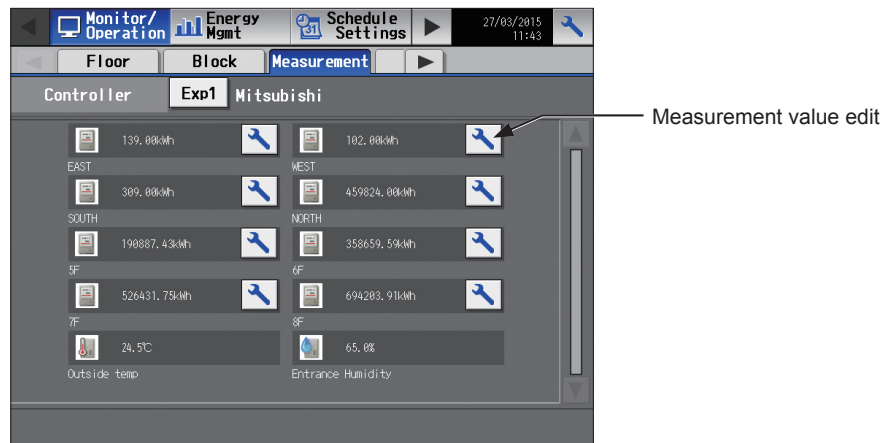 Monitor/ Operation
Energy Mgmt
31
Schedule Settings
27/03/2015
11:43
Floor
Block
Measurement
Controller
Exp1
Mitsubishi
Measurement value edit
139.00kWh
102.00kWh
EAST
WEST
309.00kWh
459824.00kWh
SOUTH
NORTH
190887.43kWh
358659.59kWh
5F
6F
526431.75kWh
694203.91kWh
7F
8F
24.5℃
65.0%
Outside temp
Entrance Humidity